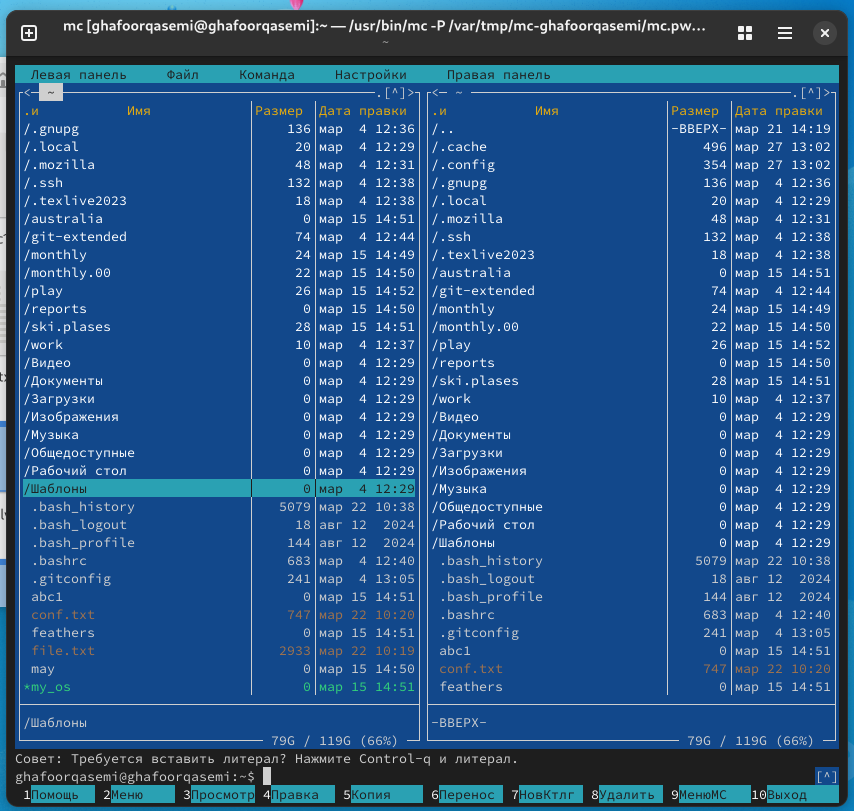 mc [ghafoorqasemi@ghafoorqasemi]:~ — /usr/bin/mc -P /var/tmp/mc-ghafoorqasemi/mc.pw…
~
Левая панель Файл Команда Настройки Правая панель
<— ~ .[^]>
.и Имя Размер Дата правки
/.gnupg 136 мар 4 12:36
/.local 20 мар 4 12:29
/.mozilla 48 мар 4 12:31
/.ssh 132 мар 4 12:38
/.texlive2023 18 мар 4 12:38
/australia 0 мар 15 14:51
/git-extended 74 мар 4 12:44
/monthly 24 мар 15 14:49
/monthly.00 22 мар 15 14:50
/play 26 мар 15 14:52
/reports 0 мар 15 14:50
/ski.plases 28 мар 15 14:51
/work 10 мар 4 12:37
/Видео 0 мар 4 12:29
/Документы 0 мар 4 12:29
/Загрузки 0 мар 4 12:29
/Изображения 0 мар 4 12:29
/Музыка 0 мар 4 12:29
/Общедоступные 0 мар 4 12:29
/Рабочий стол 0 мар 4 12:29
/Шаблоны 0 мар 4 12:29
.bash_history 5079 мар 22 10:38
.bash_logout 18 авг 12 2024
.bash_profile 144 авг 12 2024
.bashrc 683 мар 4 12:40
.gitconfig 241 мар 4 13:05
abc1 0 мар 15 14:51
conf.txt 747 мар 22 10:20
feathers 0 мар 15 14:51
file.txt 2933 мар 22 10:19
may 0 мар 15 14:50
*my_os 0 мар 15 14:51
/Шаблоны
79G / 119G (66%)
<— ~ .[^]>
.и Имя Размер Дата правки
/.. -ВВЕРХ- мар 21 14:19
/.cache 496 мар 27 13:02
/.config 354 мар 27 13:02
/.gnupg 136 мар 4 12:36
/.local 20 мар 4 12:29
/.mozilla 48 мар 4 12:31
/.ssh 132 мар 4 12:38
/.texlive2023 18 мар 4 12:38
/australia 0 мар 15 14:51
/git-extended 74 мар 4 12:44
/monthly 24 мар 15 14:49
/monthly.00 22 мар 15 14:50
/play 26 мар 15 14:52
/reports 0 мар 15 14:50
/ski.plases 28 мар 15 14:51
/work 10 мар 4 12:37
/Видео 0 мар 4 12:29
/Документы 0 мар 4 12:29
/Загрузки 0 мар 4 12:29
/Изображения 0 мар 4 12:29
/Музыка 0 мар 4 12:29
/Общедоступные 0 мар 4 12:29
/Рабочий стол 0 мар 4 12:29
/Шаблоны 0 мар 4 12:29
.bash_history 5079 мар 22 10:38
.bash_logout 18 авг 12 2024
.bash_profile 144 авг 12 2024
.bashrc 683 мар 4 12:40
.gitconfig 241 мар 4 13:05
abc1 0 мар 15 14:51
conf.txt 747 мар 22 10:20
feathers 0 мар 15 14:51
-ВВЕРХ-
79G / 119G (66%)
Совет: Требуется вставить литерал? Нажмите Control-q и литерал.
ghafoorqasemi@ghafoorqasemi:~$ [^]
1Помощь 2Меню 3Просмотр 4Правка 5Копия 6Перенос 7НовКтлг 8Удалить 9МенюMC 10Выход